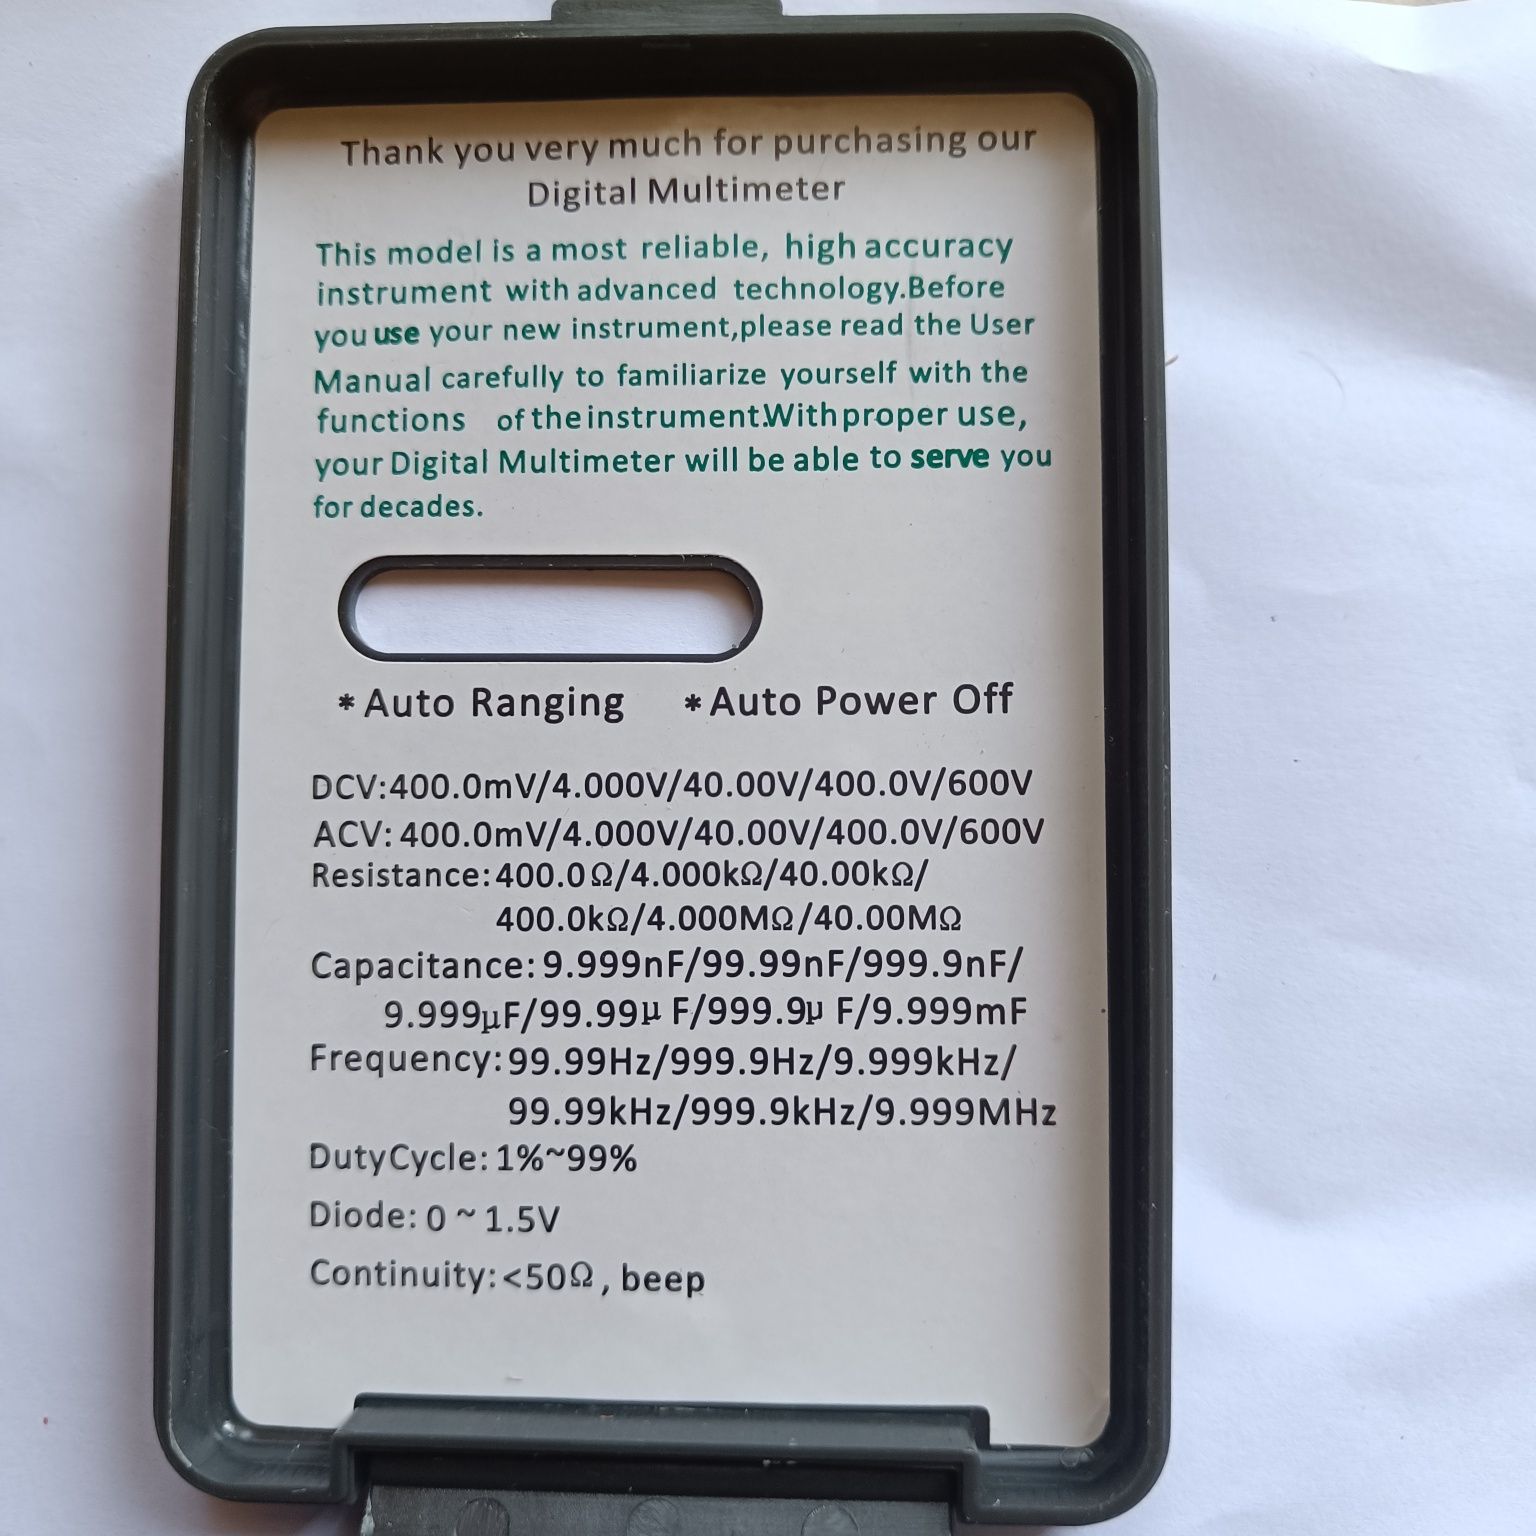 Thank you very much for purchasing our
Digital Multimeter
This model is a most reliable, high accuracy
instrument with advanced technology.Before
you use your new instrument,please read the User
Manual carefully to familiarize yourself with the
functions of the instrument.With proper use,
your Digital Multimeter will be able to serve you
for decades.
* Auto Ranging * Auto Power Off
DCV:400.0mV/4.000V/40.00V/400.0V/600V
ACV: 400.0mV/4.000V/40.00V/400.0V/600V
Resistance: 400.0Ω/4.000kΩ/40.00kΩ/
400.0kΩ/4.000MΩ/40.00MΩ
Capacitance: 9.999nF/99.99nF/999.9nF/
9.999μF/99.99μ F/999.9μ F/9.999mF
Frequency: 99.99Hz/999.9Hz/9.999kHz/
99.99kHz/999.9kHz/9.999MHz
Duty Cycle: 1%~99%
Diode: 0 ~ 1.5V
Continuity: <50Ω , beep